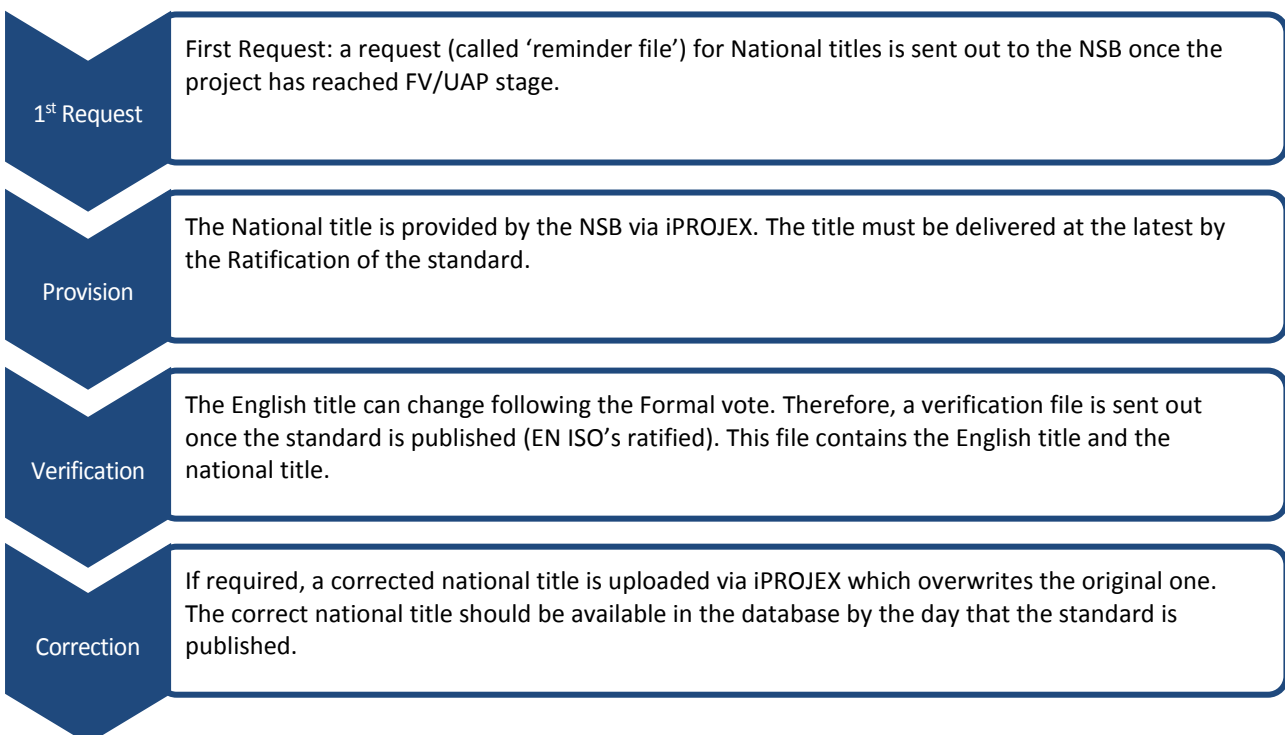 1st Request
First Request: a request (called ‘reminder file’) for National titles is sent out to the NSB once the
project has reached FV/UAP stage.
Provision
The National title is provided by the NSB via iPROJEX. The title must be delivered at the latest by
the Ratification of the standard.
Verification
The English title can change following the Formal vote. Therefore, a verification file is sent out
once the standard is published (EN ISO’s ratified). This file contains the English title and the
national title.
Correction
If required, a corrected national title is uploaded via iPROJEX which overwrites the original one.
The correct national title should be available in the database by the day that the standard is
published.